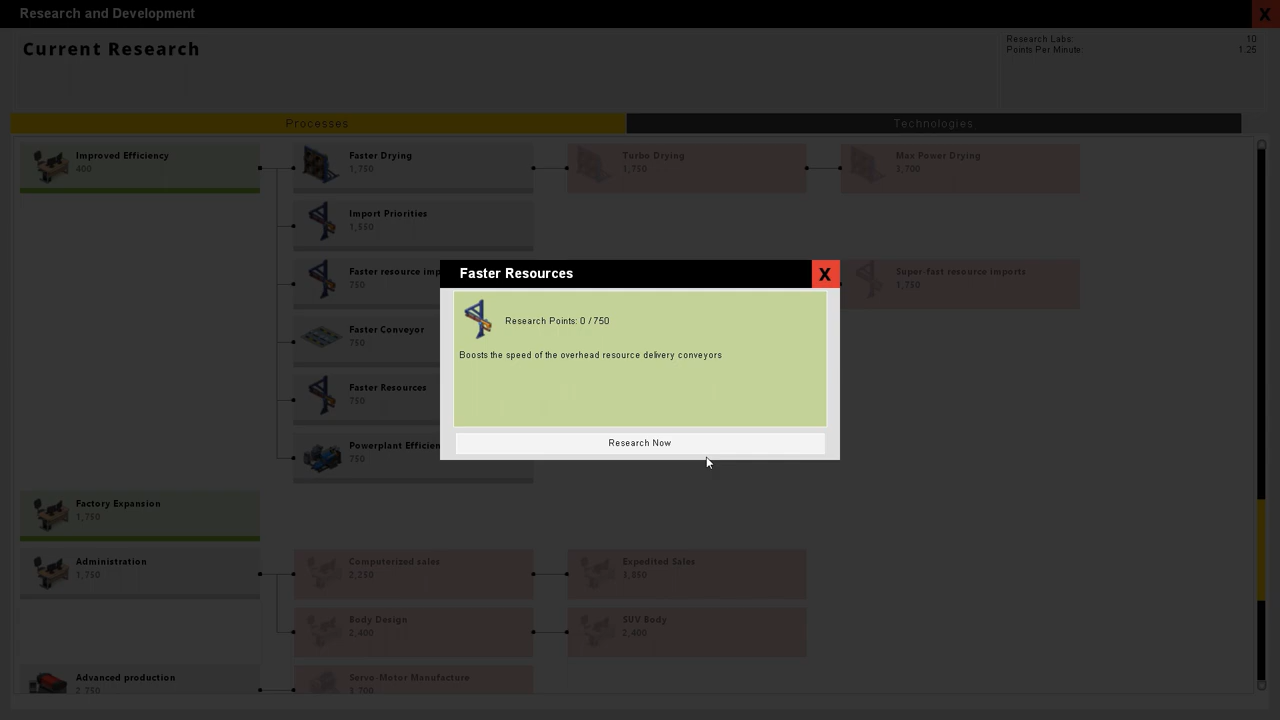 Research and Development
X
Current Research
Research Labs: 10
Points Per Minute: 1.25
Processes
Technologies
Improved Efficiency
400
Faster Drying
1,750
Turbo Drying
1,750
Max Power Drying
3,700
Import Priorities
1,550
Faster resource imp
750
Super-fast resource imports
1,750
Faster Conveyor
750
Faster Resources
750
Powerplant Efficien
750
Faster Resources
X
Research Points: 0 / 750
Boosts the speed of the overhead resource delivery conveyors
Research Now
Factory Expansion
1,750
Administration
1,750
Computerized sales
2,250
Expedited Sales
3,850
Body Design
2,400
SUV Body
2,400
Advanced production
2,750
Servo-Motor Manufacture
3,700